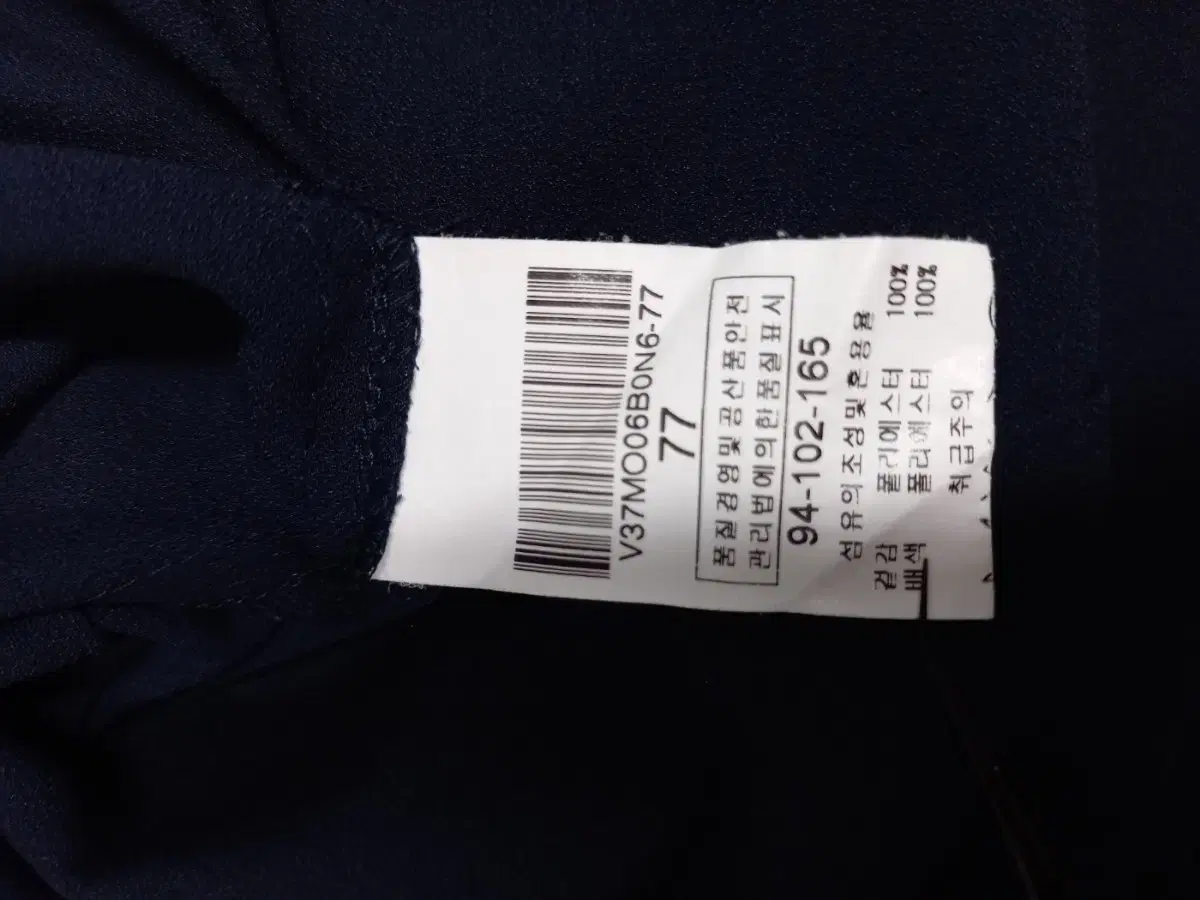 V37MO06B0N6-77
77
품질경영및공산품안전
관리법에의한품질표시
94-102-165
섬유의조성및혼용율
겉감 폴리에스터 100%
배색 폴리에스터 100%
취급주의